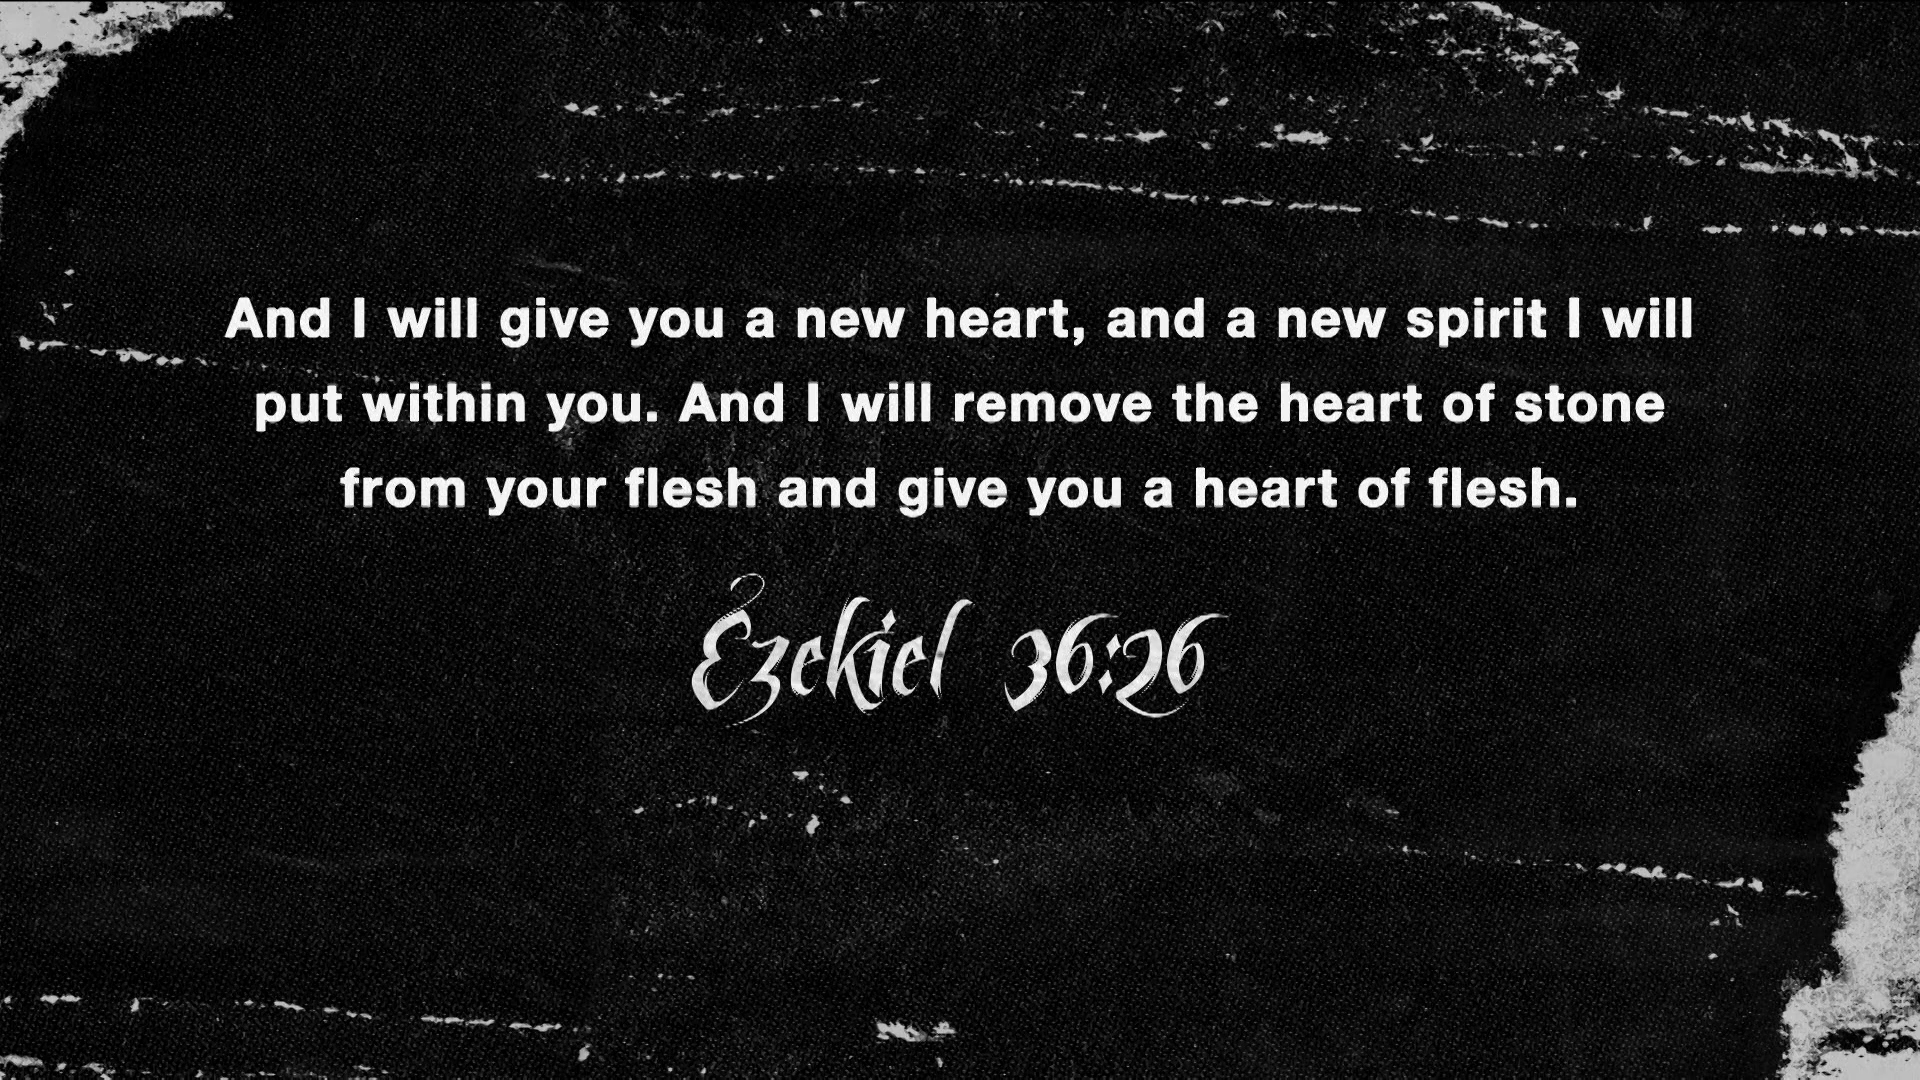 And I will give you a new heart, and a new spirit I will
put within you. And I will remove the heart of stone
from your flesh and give you a heart of flesh.
Ezekiel 36:26